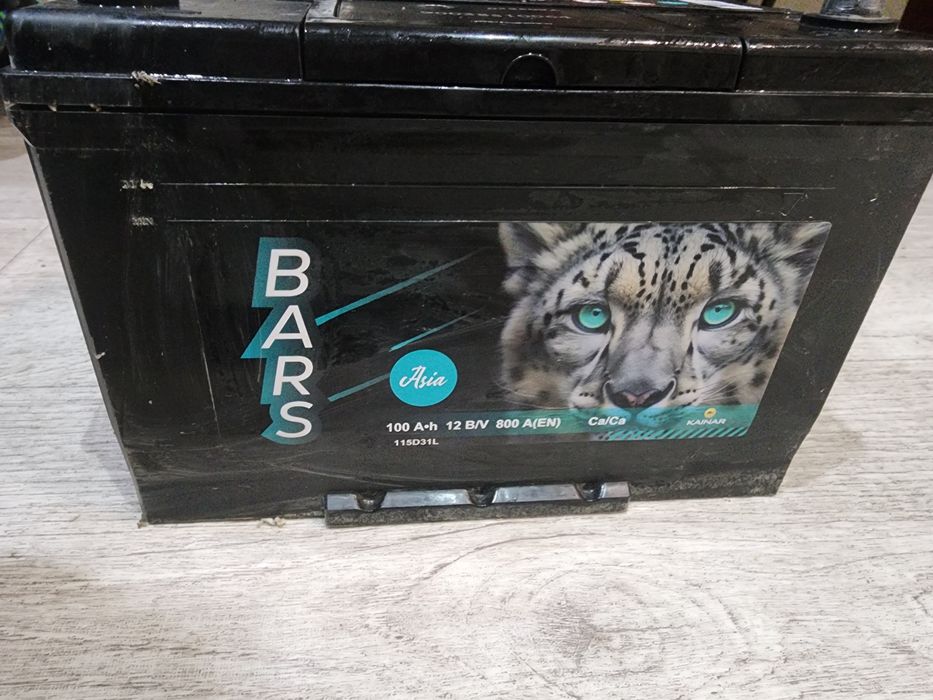 BARS
Asia
100 A•h 12 B/V 800 A(EN) Ca/Ca
KAINAR
115D31L